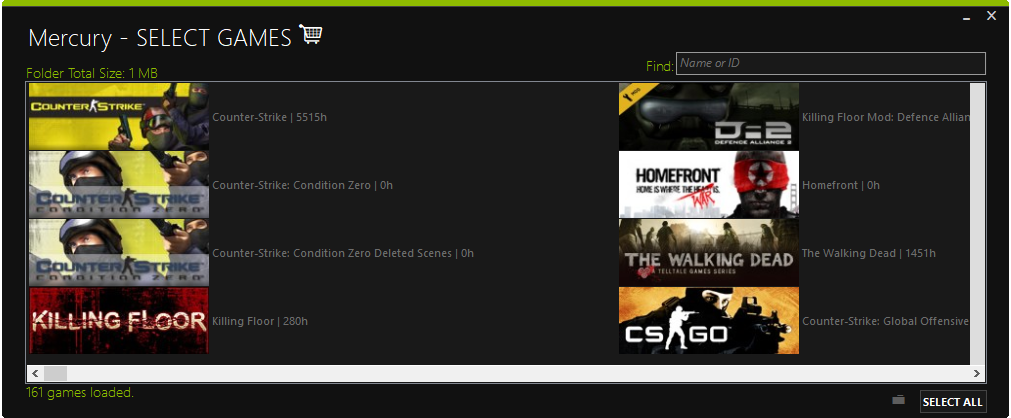 Mercury - SELECT GAMES
Folder Total Size: 1 MB
Find:
Name or ID
COUNTER STRIKE
Counter-Strike | 5515h
COUNTER STRIKE
CONDITION ZERO
Counter-Strike: Condition Zero | 0h
COUNTER STRIKE
CONDITION ZERO
Counter-Strike: Condition Zero Deleted Scenes | 0h
KILLING FLOOR
Killing Floor | 280h
MOD
D=2
DEFENCE ALLIANCE 2
Killing Floor Mod: Defence Allian
HOMEFRONT
HOME IS WHERE THE HEART IS.
WAR
Homefront | 0h
THE WALKING DEAD
A TELLTALE GAMES SERIES
The Walking Dead | 1451h
CS GO
Counter-Strike: Global Offensive
161 games loaded.
SELECT ALL